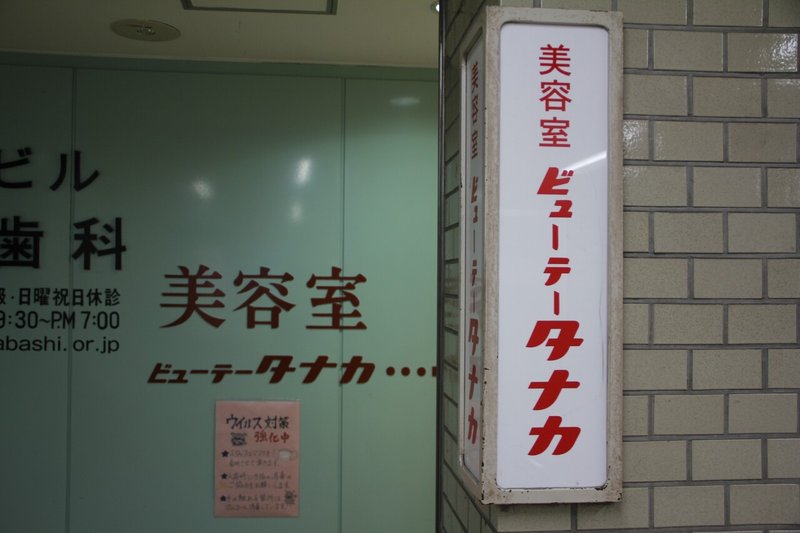 ビル
歯科
・日曜祝日休診
9:30〜P.M 7:00
abashi.or.jp
美容室
ビューテータナカ・・・・
ウイルス対策
強化中
美容室 ビューテータナカ
美容室 ビューテータナカ